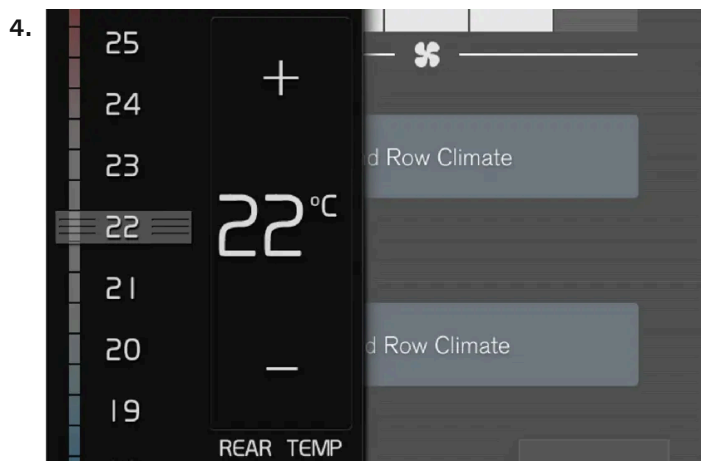 4.
25
24
23
22
21
20
19
+
22°C
−
REAR TEMP
d Row Climate
d Row Climate